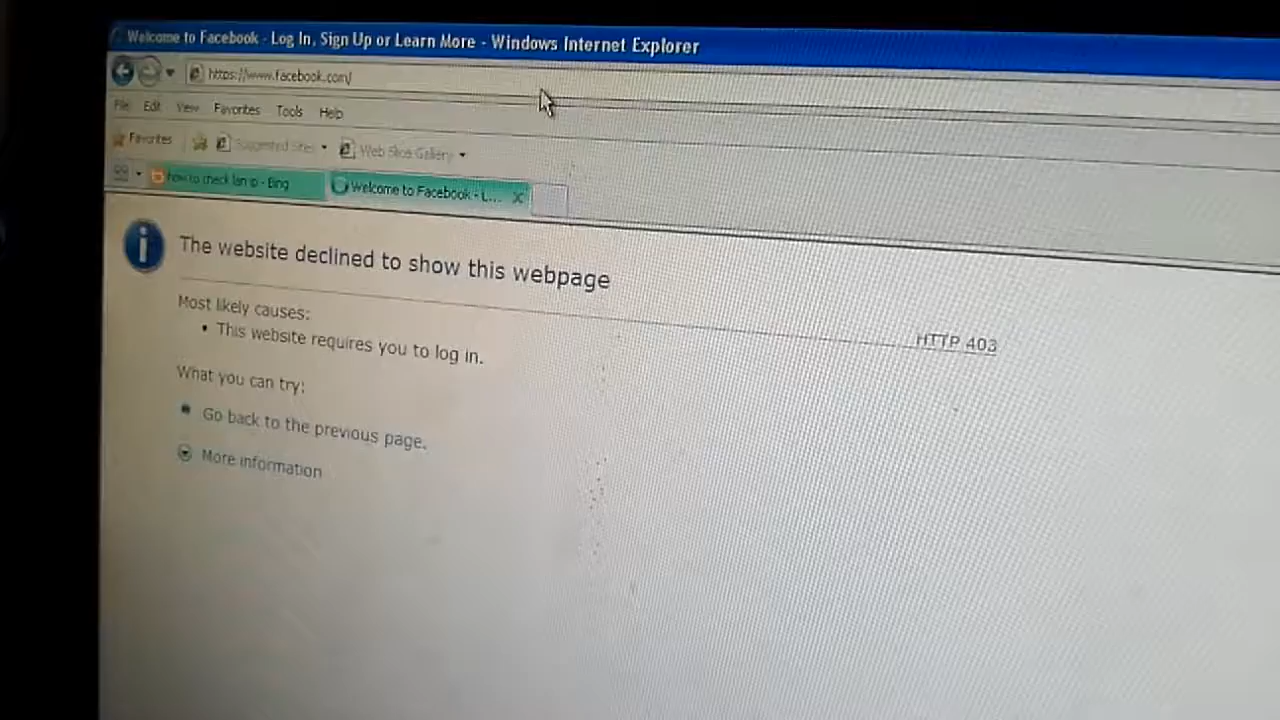 Welcome to Facebook - Log In, Sign Up or Learn More - Windows Internet Explorer
https://www.facebook.com/
File Edit View Favorites Tools Help
Favorites Suggested Sites Web Slice Gallery
how to check lan ip - Bing Welcome to Facebook - L...
The website declined to show this webpage
HTTP 403
Most likely causes:
• This website requires you to log in.
What you can try:
Go back to the previous page.
More information